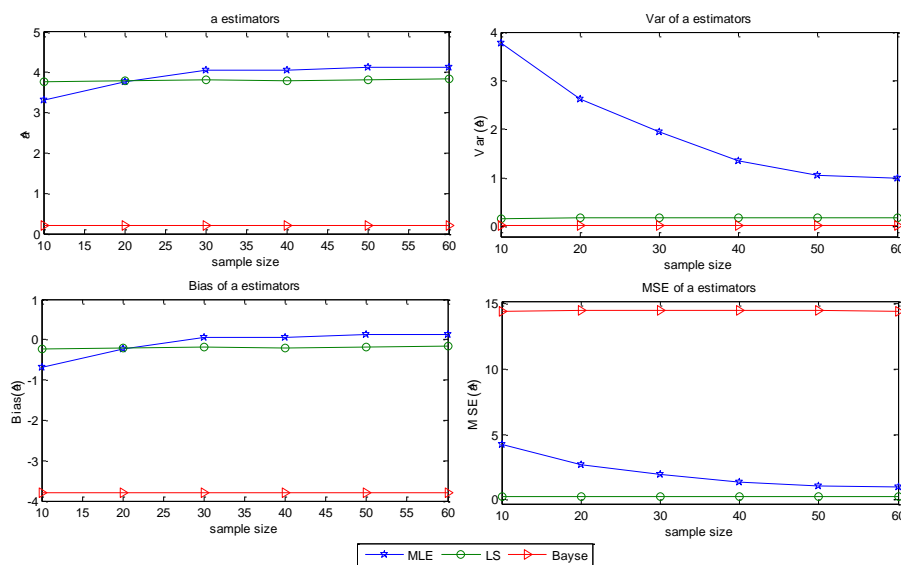 a estimators
5
4
3
2
1
0
10 15 20 25 30 35 40 45 50 55 60
sample size
Var of a estimators
Var (â)
4
3
2
1
0
10 20 30 40 50 60
sample size
Bias of a estimators
Bias(â)
1
0
-1
-2
-3
-4
10 15 20 25 30 35 40 45 50 55 60
sample size
MSE of a estimators
MSE (â)
15
10
5
0
10 20 30 40 50 60
sample size
MLE LS Bayse